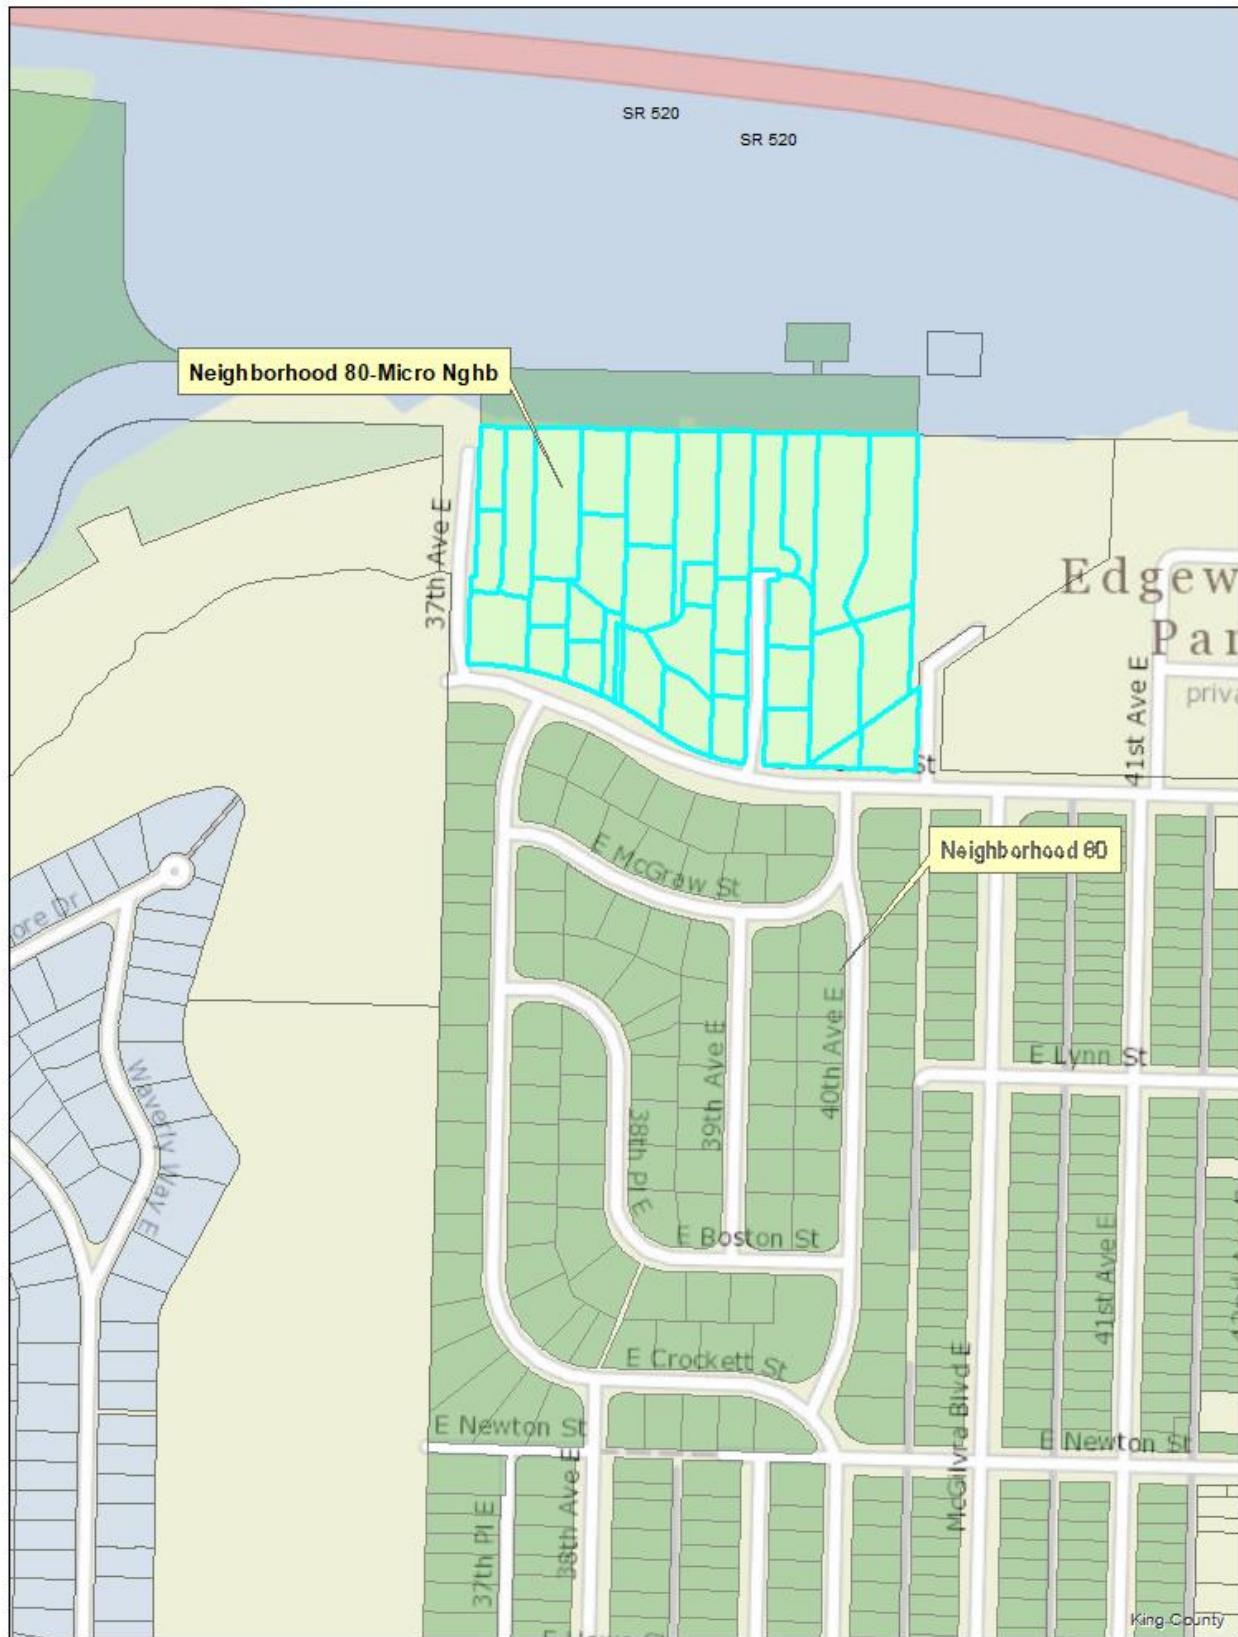 SR 520
SR 520
Neighborhood 80-Micro Nghb
37th Ave E
Edgew
Par
priva
41st Ave E
St
Neighborhood 80
E McGraw St
ore Dr
E Lynn St
40th Ave E
39th Ave E
38th Pl E
Waverly Way E
E Boston St
41st Ave E
E Crockett St
McGilvra Blvd E
E Newton St
E Newton St
38th Ave E
37th Pl E
King County